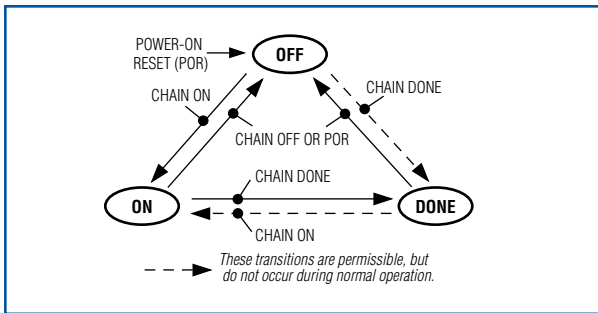 POWER-ON
RESET (POR)
OFF
CHAIN ON
CHAIN DONE
CHAIN OFF OR POR
CHAIN DONE
ON
DONE
CHAIN ON
These transitions are permissible, but
do not occur during normal operation.